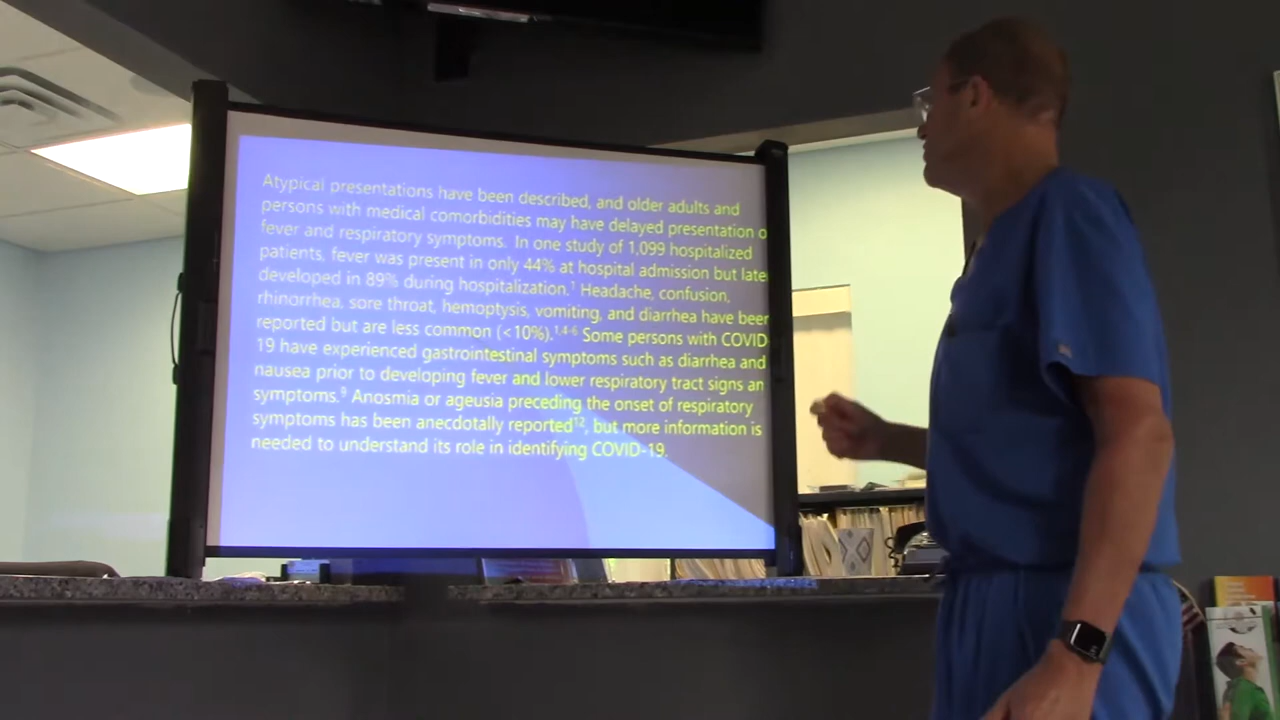 Atypical presentations have been described, and older adults and
persons with medical comorbidities may have delayed presentation o
fever and respiratory symptoms. In one study of 1,099 hospitalized
patients, fever was present in only 44% at hospital admission but late
developed in 89% during hospitalization.¹ Headache, confusion,
rhinorrhea, sore throat, hemoptysis, vomiting, and diarrhea have been
reported but are less common (<10%).¹,⁴⁻⁶ Some persons with COVID-
19 have experienced gastrointestinal symptoms such as diarrhea and
nausea prior to developing fever and lower respiratory tract signs an
symptoms.⁹ Anosmia or ageusia preceding the onset of respiratory
symptoms has been anecdotally reported¹², but more information is
needed to understand its role in identifying COVID-19.